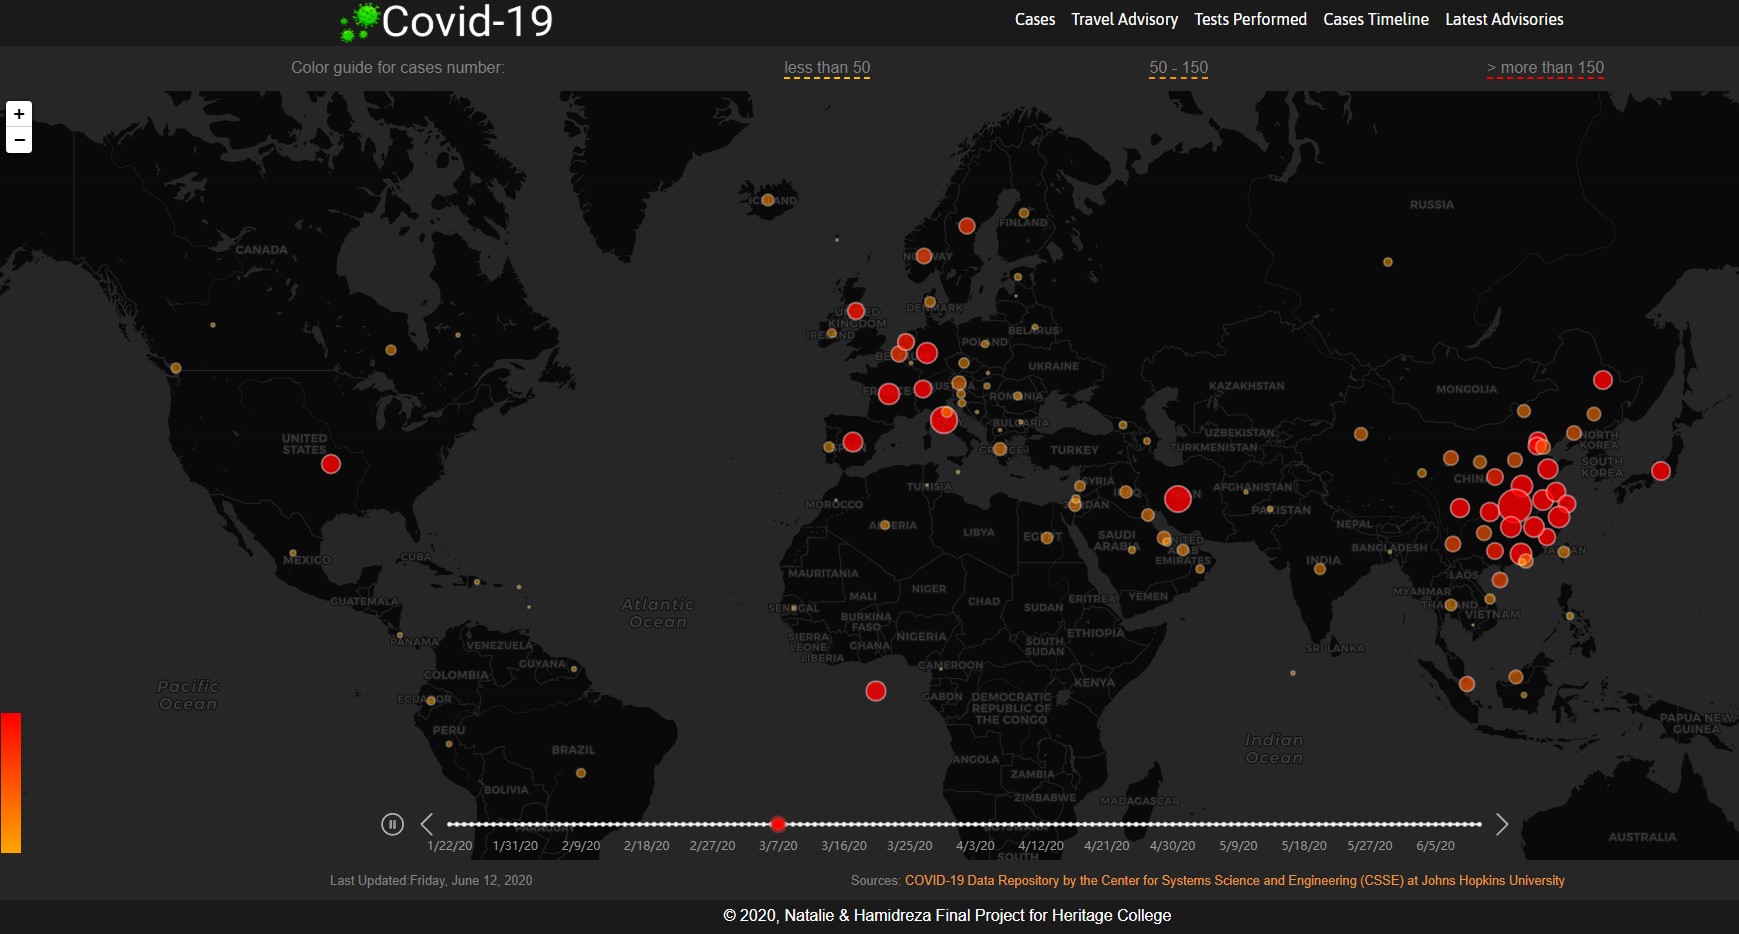 Covid-19
Cases
Travel Advisory
Tests Performed
Cases Timeline
Latest Advisories
Color guide for cases number:
less than 50
50 - 150
> more than 150
+
−
RUSSIA
FINLAND
CANADA
DENMARK
UNITED
KINGDOM
IRELAND
BELARUS
POLAND
UKRAINE
KAZAKHSTAN
MONGOLIA
ROMANIA
BULGARIA
UZBEKISTAN
TURKMENISTAN
TURKEY
NORTH
KOREA
SOUTH
KOREA
UNITED
STATES
SYRIA
TUNISIA
AFGHANISTAN
MOROCCO
PAKISTAN
NEPAL
ALGERIA
LIBYA
EGYPT
SAUDI
ARABIA
UNITED
ARAB
EMIRATES
BANGLADESH
INDIA
MEXICO
CUBA
MAURITANIA
LAOS
MYANMAR
THAILAND
VIETNAM
GUATEMALA
Atlantic
Ocean
SENEGAL
MALI
NIGER
CHAD
SUDAN
ERITREA
YEMEN
BURKINA
FASO
SIERRA
LEONE
LIBERIA
GHANA
NIGERIA
SOUTH
SUDAN
ETHIOPIA
SRI LANKA
PANAMA
VENEZUELA
GUYANA
COLOMBIA
CAMEROON
KENYA
Pacific
Ocean
ECUADOR
GABON
DEMOCRATIC
REPUBLIC OF
THE CONGO
PAPUA NEW
GUINEA
PERU
BRAZIL
Indian
Ocean
ANGOLA
ZAMBIA
BOLIVIA
ZIMBABWE
MADAGASCAR
PARAGUAY
BOTSWANA
AUSTRALIA
SOUTH
1/22/20
1/31/20
2/9/20
2/18/20
2/27/20
3/7/20
3/16/20
3/25/20
4/3/20
4/12/20
4/21/20
4/30/20
5/9/20
5/18/20
5/27/20
6/5/20
Last Updated:Friday, June 12, 2020
Sources: COVID-19 Data Repository by the Center for Systems Science and Engineering (CSSE) at Johns Hopkins University
© 2020, Natalie & Hamidreza Final Project for Heritage College